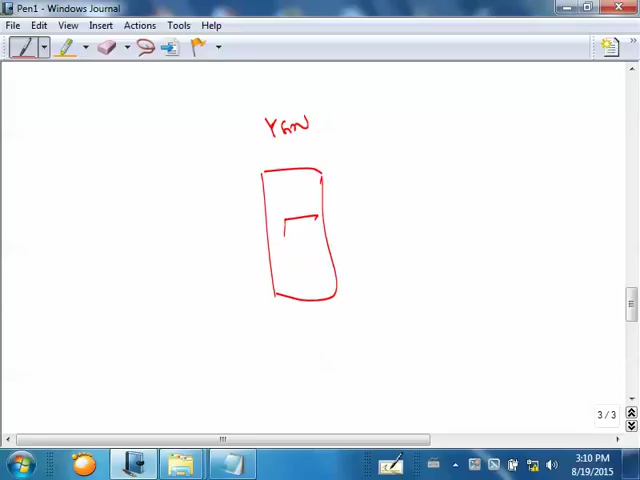 Pen1 - Windows Journal
File Edit View Insert Actions Tools Help
3 / 3
3:10 PM
8/19/2015